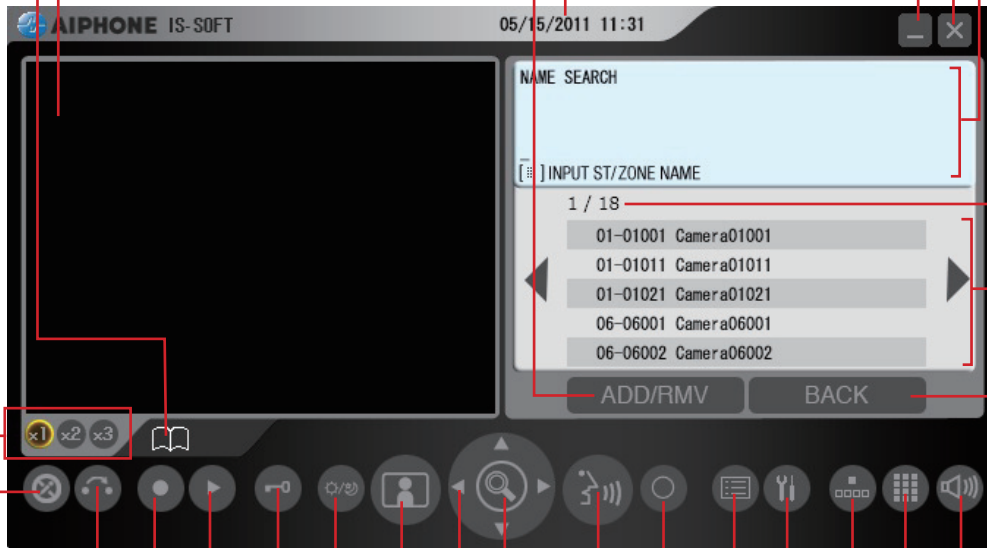 AIPHONE IS-SOFT
05/15/2011 11:31
NAME SEARCH
[ ] INPUT ST/ZONE NAME
1 / 18
01-01001 Camera01001
01-01011 Camera01011
01-01021 Camera01021
06-06001 Camera06001
06-06002 Camera06002
ADD/RMV BACK
x1 x2 x3